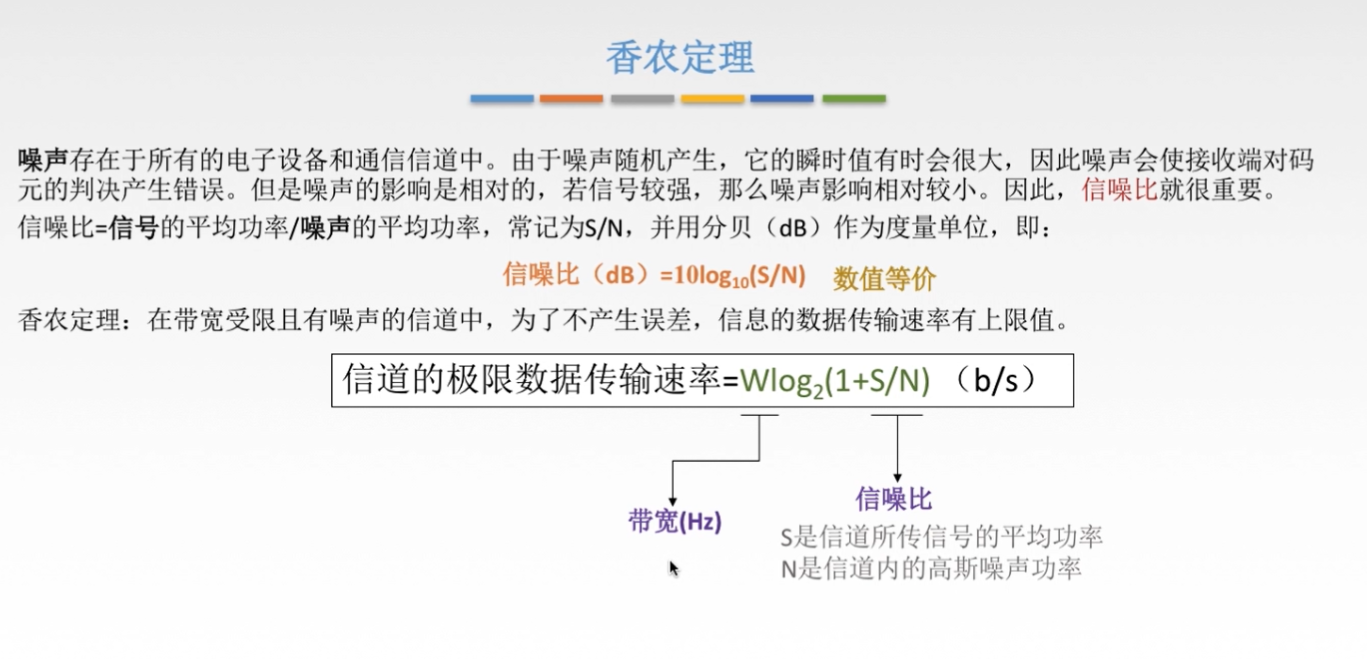 香农定理
噪声存在于所有的电子设备和通信信道中。由于噪声随机产生，它的瞬时值有时会很大，因此噪声会使接收端对码
元的判决产生错误。但是噪声的影响是相对的，若信号较强，那么噪声影响相对较小。因此，信噪比就很重要。
信噪比=信号的平均功率/噪声的平均功率，常记为S/N，并用分贝（dB）作为度量单位，即：
信噪比（dB）=10log₁₀(S/N) 数值等价
香农定理：在带宽受限且有噪声的信道中，为了不产生误差，信息的数据传输速率有上限值。
信道的极限数据传输速率=Wlog₂(1+S/N) （b/s）
信噪比
带宽(Hz)
S是信道所传信号的平均功率
N是信道内的高斯噪声功率